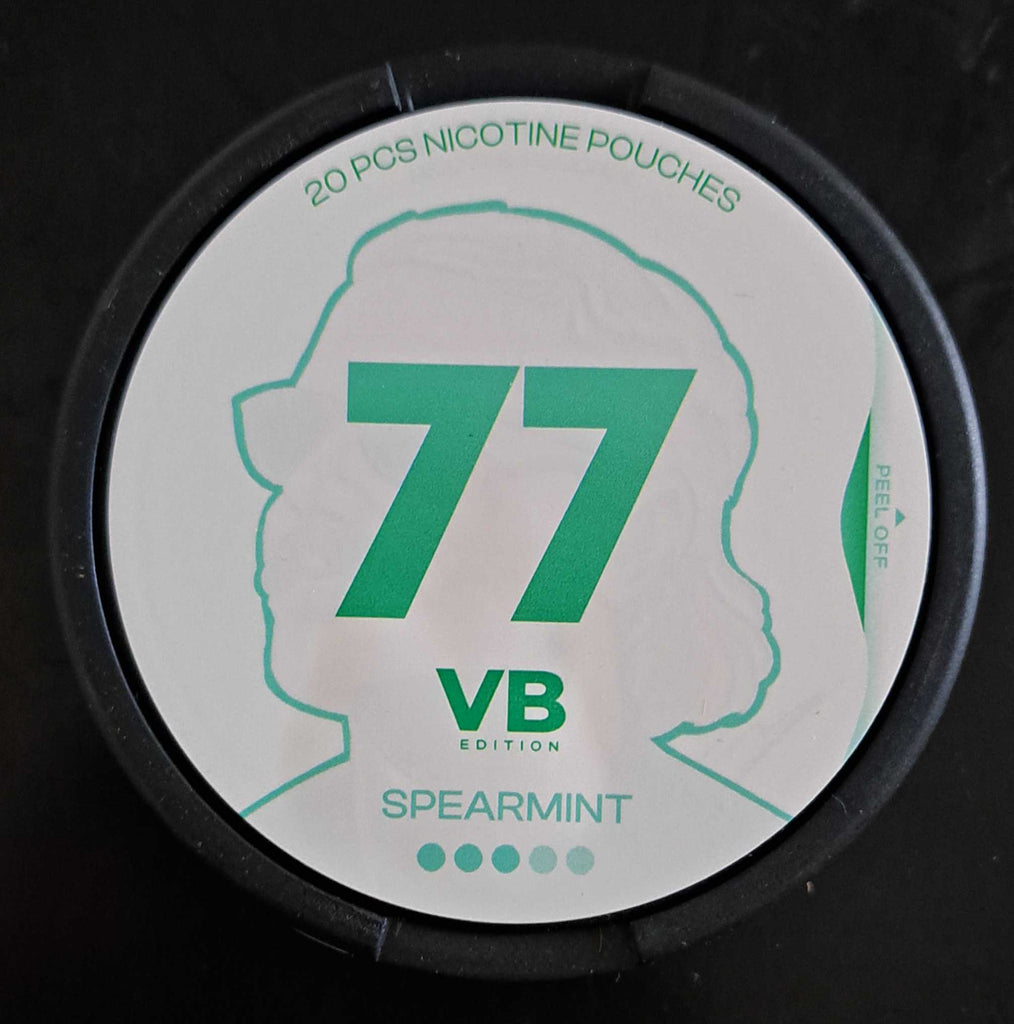 20 PCS NICOTINE POUCHES
77
PEEL OFF
VB
EDITION
SPEARMINT